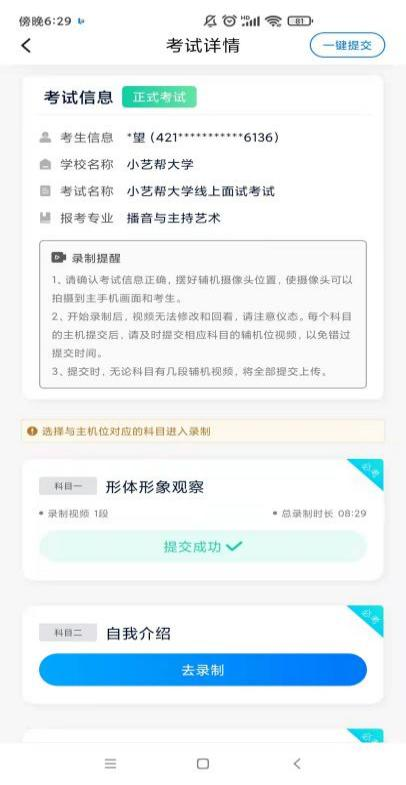 傍晚6:29
81
考试详情
一键提交
考试信息 正式考试
考生信息 *望 (421***********6136)
学校名称 小艺帮大学
考试名称 小艺帮大学线上面试考试
报考专业 播音与主持艺术
录制提醒
1、请确认考试信息正确，摆好辅机摄像头位置，使摄像头可以
拍摄到主手机画面和考生。
2、开始录制后，视频无法修改和回看，请注意仪态。每个科目
的主机提交后，请及时提交相应科目的辅机位视频，以免错过
提交时间。
3、提交时，无论科目有几段辅机视频，将全部提交上传。
选择与主机位对应的科目进入录制
必考
科目一 形体形象观察
录制视频 1段 总录制时长 08:29
提交成功
必考
科目二 自我介绍
去录制
必考